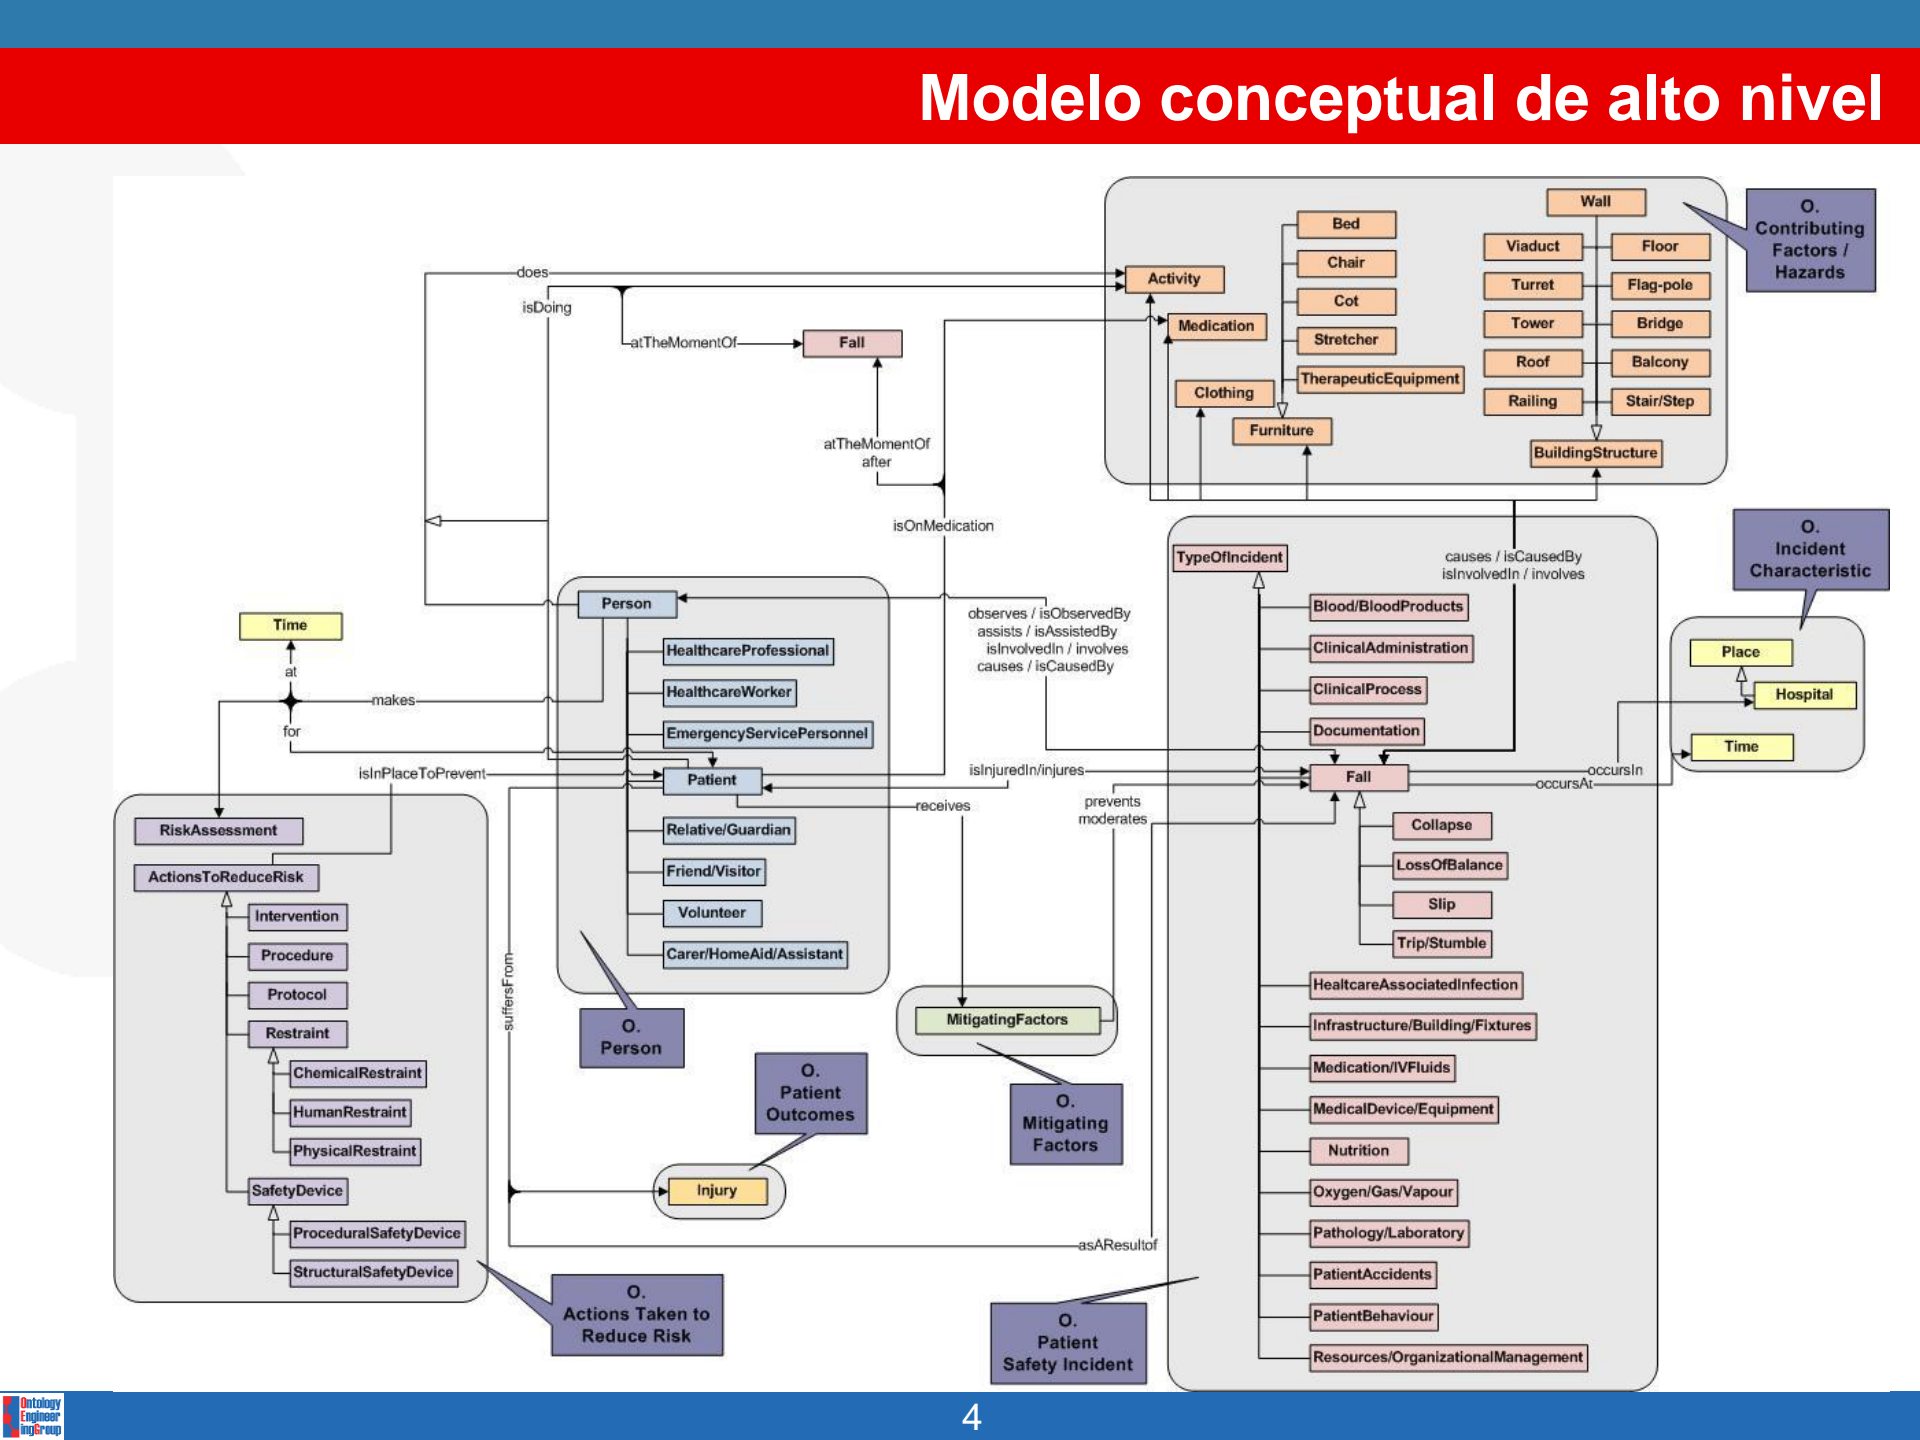 Modelo conceptual de alto nivel
Wall
O.
Contributing
Factors /
Hazards
Bed
Viaduct
Floor
Chair
does
Activity
Turret
Flag-pole
isDoing
Cot
Medication
Tower
Bridge
atTheMomentOf
Fall
Stretcher
Roof
Balcony
TherapeuticEquipment
Clothing
Railing
Stair/Step
Furniture
atTheMomentOf
after
BuildingStructure
isOnMedication
O.
Incident
Characteristic
TypeOfIncident
causes / isCausedBy
isInvolvedIn / involves
Person
observes / isObservedBy
assists / isAssistedBy
isInvolvedIn / involves
causes / isCausedBy
Blood/BloodProducts
Time
HealthcareProfessional
ClinicalAdministration
Place
at
HealthcareWorker
ClinicalProcess
Hospital
makes
for
EmergencyServicePersonnel
Documentation
Time
isInPlaceToPrevent
Patient
isInjuredIn/injures
Fall
occursIn
occursAt
receives
prevents
moderates
RiskAssessment
Relative/Guardian
Collapse
ActionsToReduceRisk
Friend/Visitor
LossOfBalance
Intervention
Volunteer
Slip
Procedure
Carer/HomeAid/Assistant
Trip/Stumble
Protocol
suffersFrom
HealtcareAssociatedInfection
Restraint
O.
Person
MitigatingFactors
Infrastructure/Building/Fixtures
ChemicalRestraint
O.
Patient
Outcomes
Medication/IVFluids
HumanRestraint
O.
Mitigating
Factors
MedicalDevice/Equipment
PhysicalRestraint
Nutrition
SafetyDevice
Injury
Oxygen/Gas/Vapour
ProceduralSafetyDevice
asAResultof
Pathology/Laboratory
StructuralSafetyDevice
PatientAccidents
O.
Actions Taken to
Reduce Risk
O.
Patient
Safety Incident
PatientBehaviour
Resources/OrganizationalManagement
Ontology
Engineer
ingGroup
4